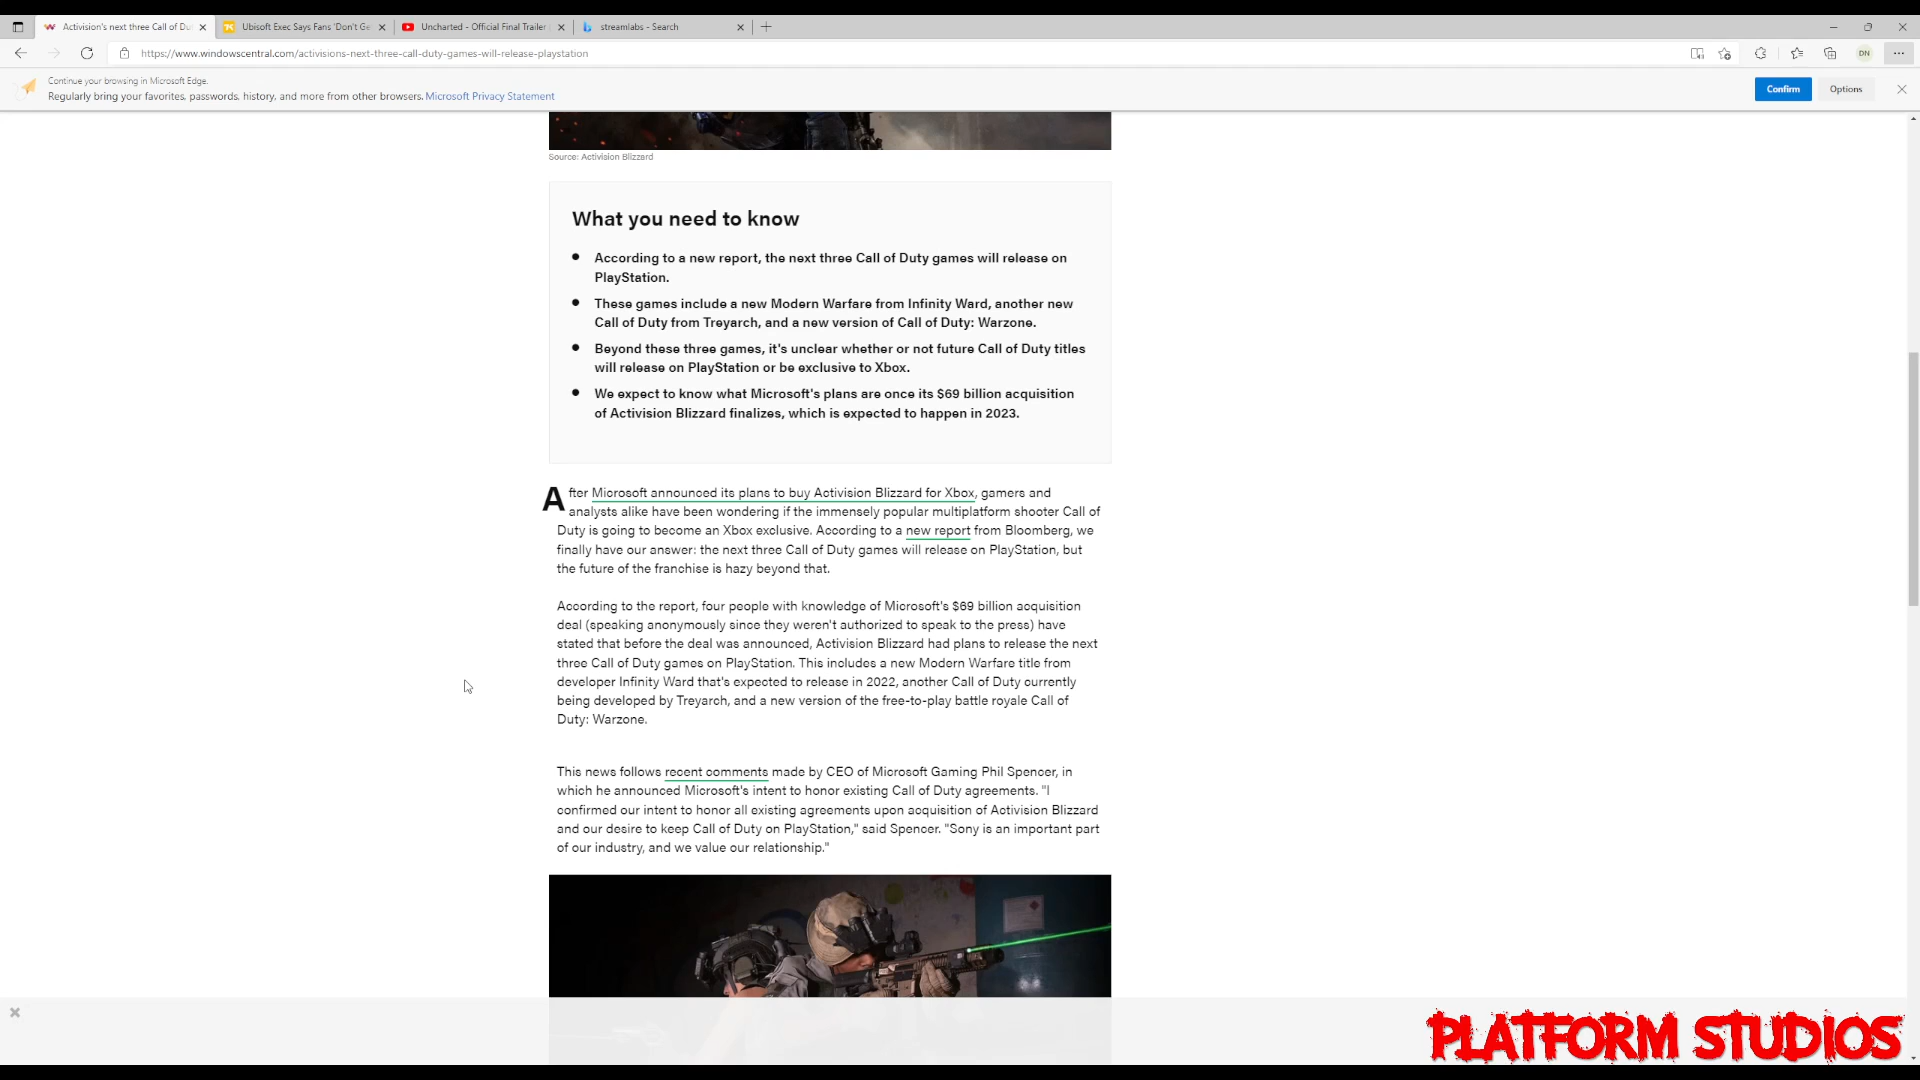 Activision's next three Call of Du
Ubisoft Exec Says Fans 'Don't Ge
Uncharted - Official Final Trailer
streamlabs - Search
https://www.windowscentral.com/activisions-next-three-call-duty-games-will-release-playstation
DN
Continue your browsing in Microsoft Edge.
Regularly bring your favorites, passwords, history, and more from other browsers. Microsoft Privacy Statement
Confirm
Options
Source: Activision Blizzard
What you need to know
• According to a new report, the next three Call of Duty games will release on
PlayStation.
• These games include a new Modern Warfare from Infinity Ward, another new
Call of Duty from Treyarch, and a new version of Call of Duty: Warzone.
• Beyond these three games, it's unclear whether or not future Call of Duty titles
will release on PlayStation or be exclusive to Xbox.
• We expect to know what Microsoft's plans are once its $69 billion acquisition
of Activision Blizzard finalizes, which is expected to happen in 2023.
After Microsoft announced its plans to buy Activision Blizzard for Xbox, gamers and
analysts alike have been wondering if the immensely popular multiplatform shooter Call of
Duty is going to become an Xbox exclusive. According to a new report from Bloomberg, we
finally have our answer: the next three Call of Duty games will release on PlayStation, but
the future of the franchise is hazy beyond that.
According to the report, four people with knowledge of Microsoft's $69 billion acquisition
deal (speaking anonymously since they weren't authorized to speak to the press) have
stated that before the deal was announced, Activision Blizzard had plans to release the next
three Call of Duty games on PlayStation. This includes a new Modern Warfare title from
developer Infinity Ward that's expected to release in 2022, another Call of Duty currently
being developed by Treyarch, and a new version of the free-to-play battle royale Call of
Duty: Warzone.
This news follows recent comments made by CEO of Microsoft Gaming Phil Spencer, in
which he announced Microsoft's intent to honor existing Call of Duty agreements. "I
confirmed our intent to honor all existing agreements upon acquisition of Activision Blizzard
and our desire to keep Call of Duty on PlayStation," said Spencer. "Sony is an important part
of our industry, and we value our relationship."
PLATFORM STUDIOS